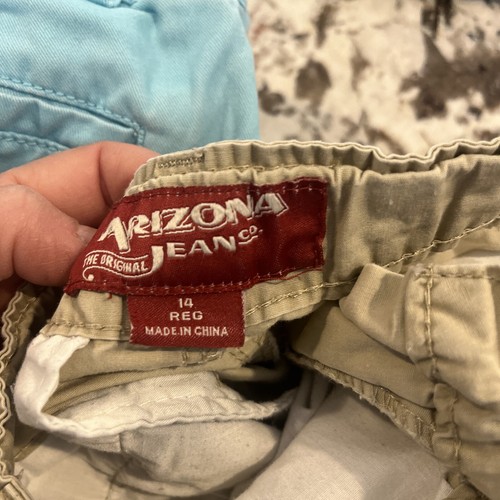 ARIZONA
JEAN CO.
THE ORIGINAL
14
REG
MADE IN CHINA